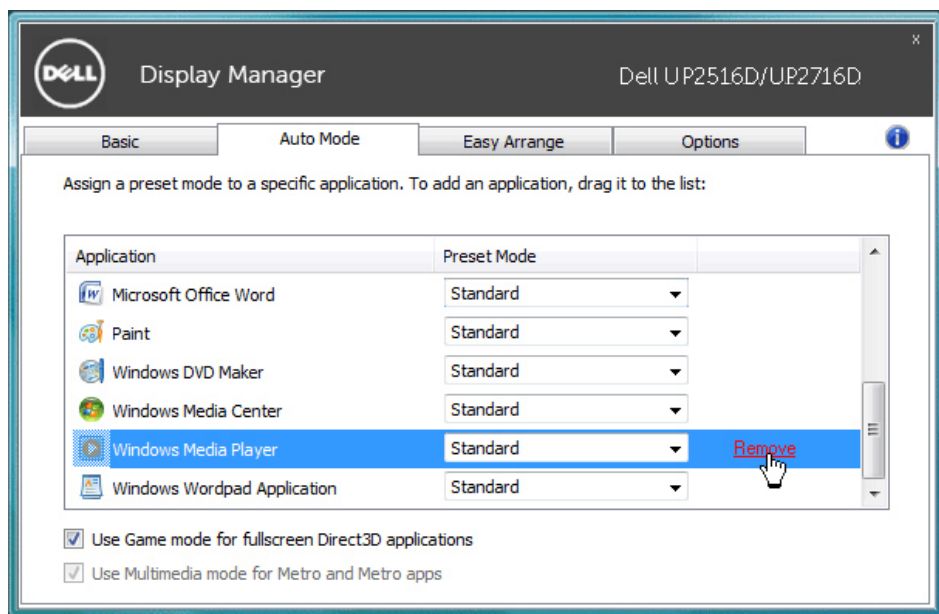 x
DELL Display Manager Dell UP2516D/UP2716D
Basic Auto Mode Easy Arrange Options i
Assign a preset mode to a specific application. To add an application, drag it to the list:
Application Preset Mode
Microsoft Office Word Standard
Paint Standard
Windows DVD Maker Standard
Windows Media Center Standard
Windows Media Player Standard Remove
Windows Wordpad Application Standard
Use Game mode for fullscreen Direct3D applications
Use Multimedia mode for Metro and Metro apps